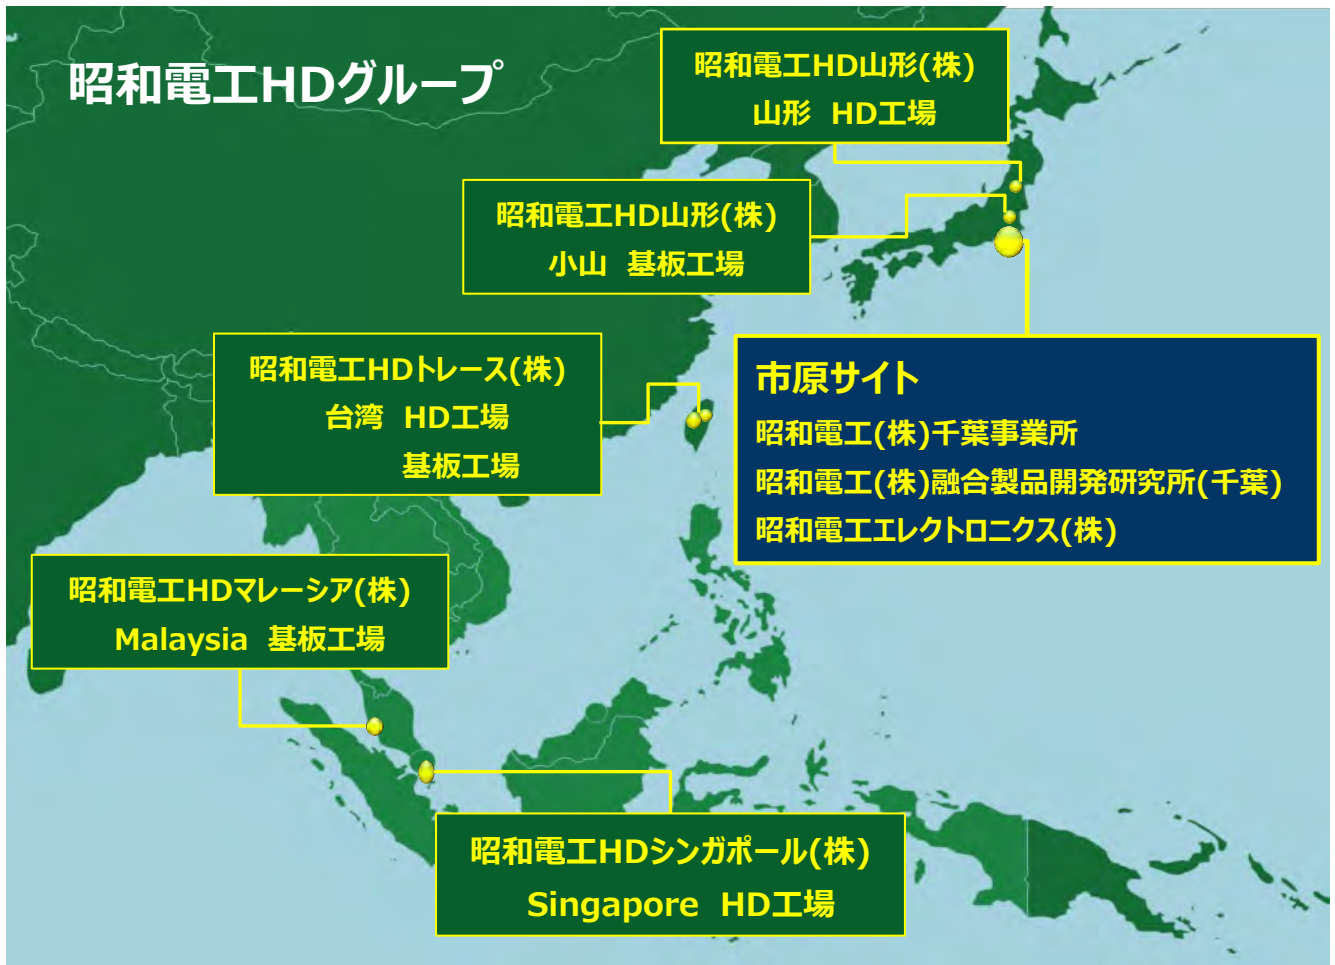 昭和電工HDグループ
昭和電工HD山形(株)
山形 HD工場
昭和電工HD山形(株)
小山 基板工場
昭和電工HDトレース(株)
台湾 HD工場
基板工場
市原サイト
昭和電工(株)千葉事業所
昭和電工(株)融合製品開発研究所(千葉)
昭和電工エレクトロニクス(株)
昭和電工HDマレーシア(株)
Malaysia 基板工場
昭和電工HDシンガポール(株)
Singapore HD工場